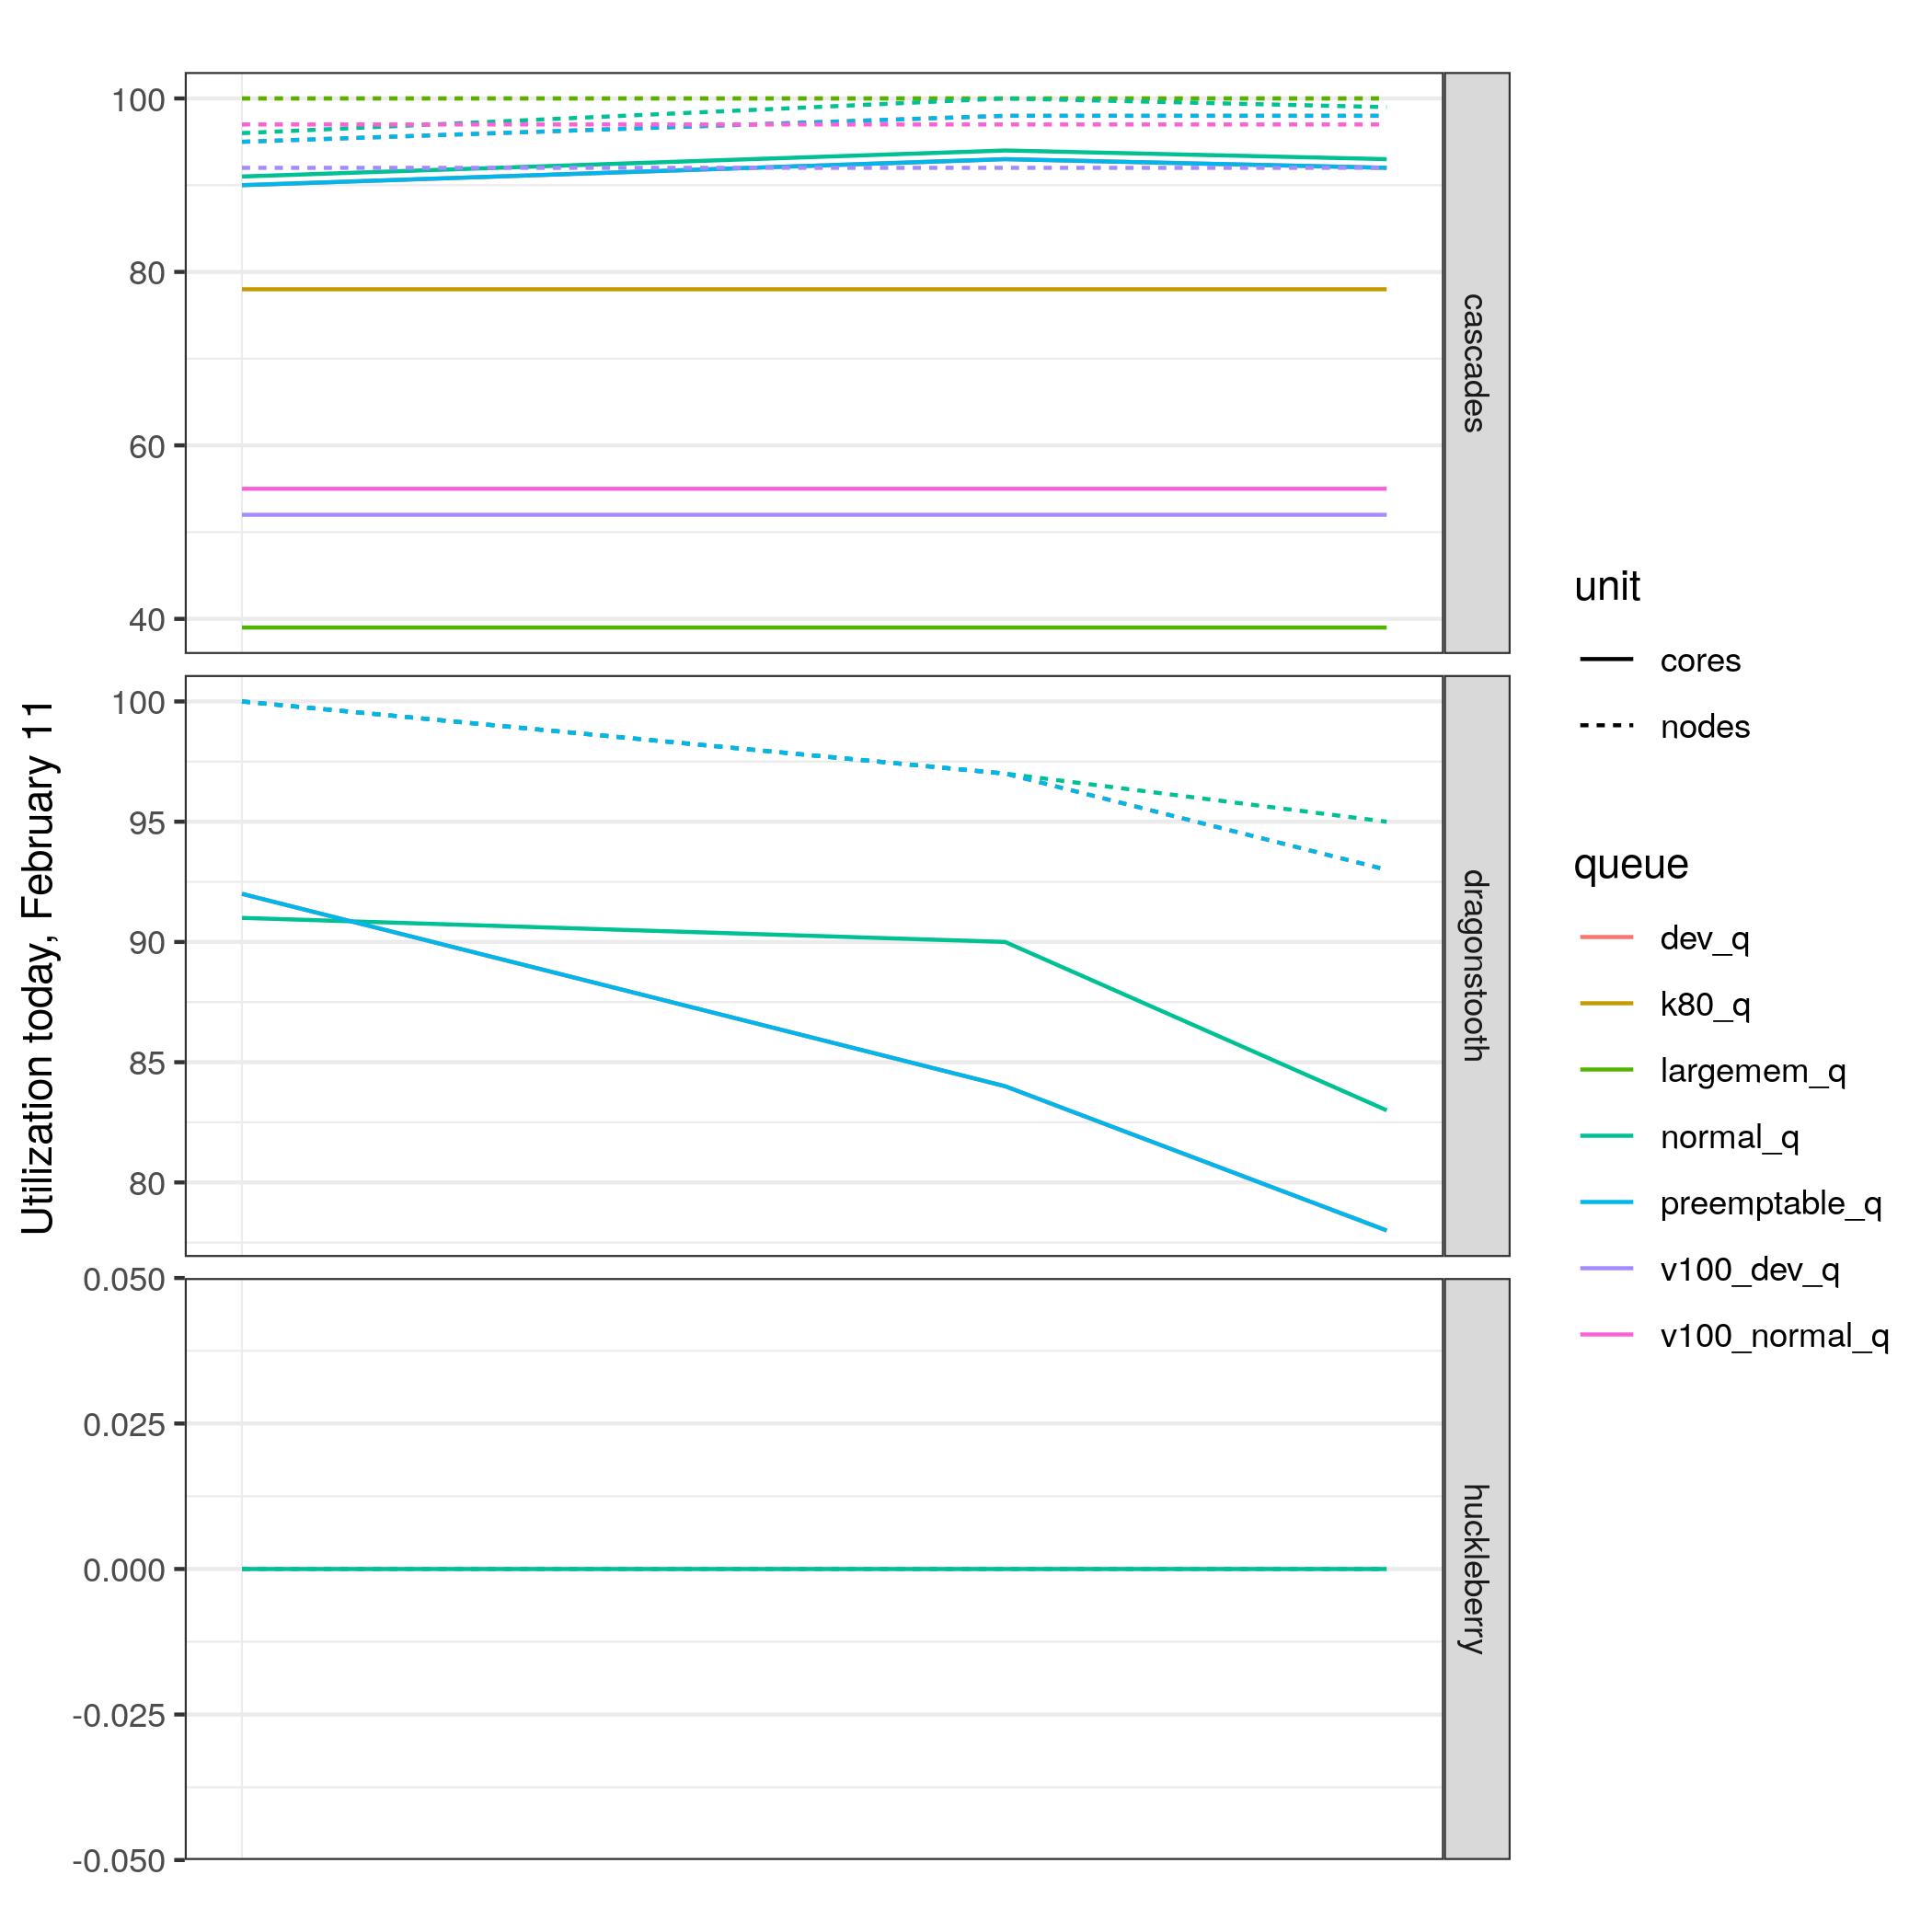 Utilization today, February 11
100
80
60
40
cascades
100
95
90
85
80
dragonstooth
0.050
0.025
0.000
-0.025
-0.050
huckleberry
unit
cores
nodes
queue
dev_q
k80_q
largemem_q
normal_q
preemptable_q
v100_dev_q
v100_normal_q